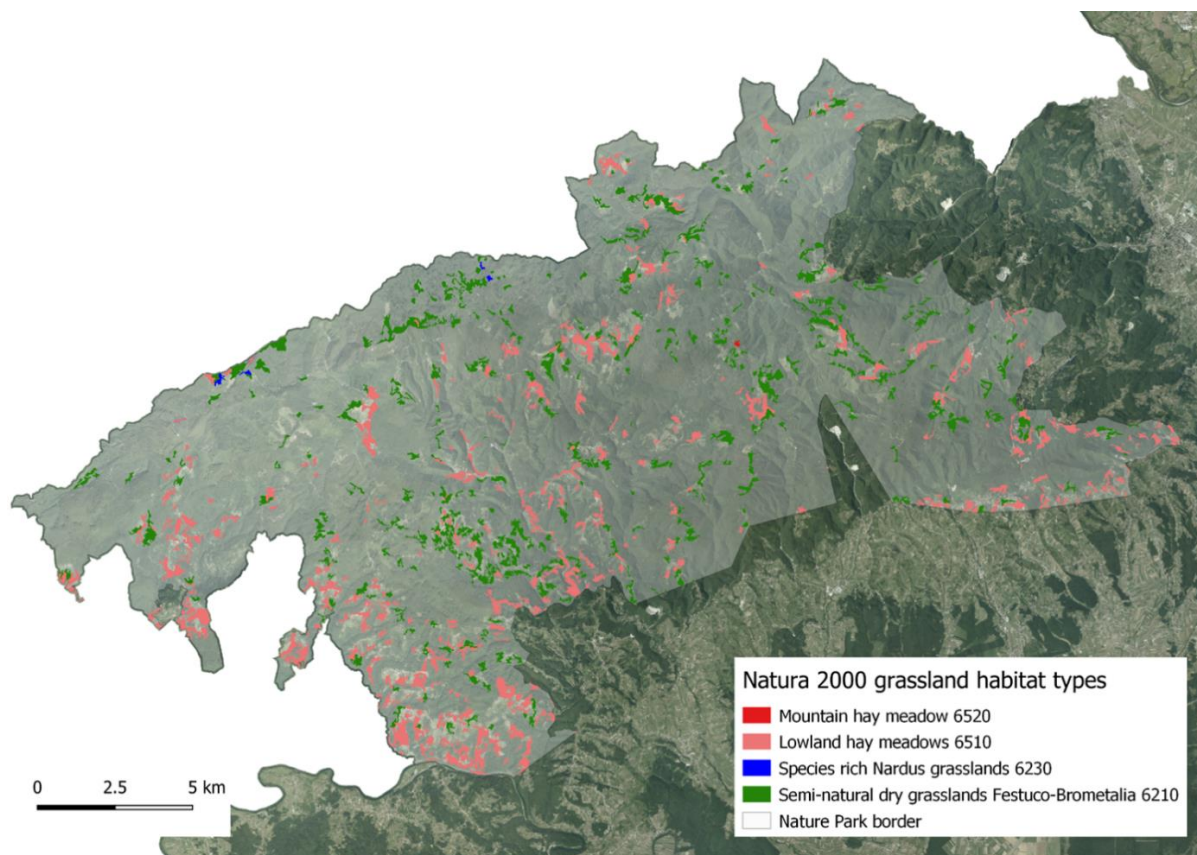 Natura 2000 grassland habitat types
Mountain hay meadow 6520
Lowland hay meadows 6510
Species rich Nardus grasslands 6230
Semi-natural dry grasslands Festuco-Brometalia 6210
Nature Park border
0 2.5 5 km